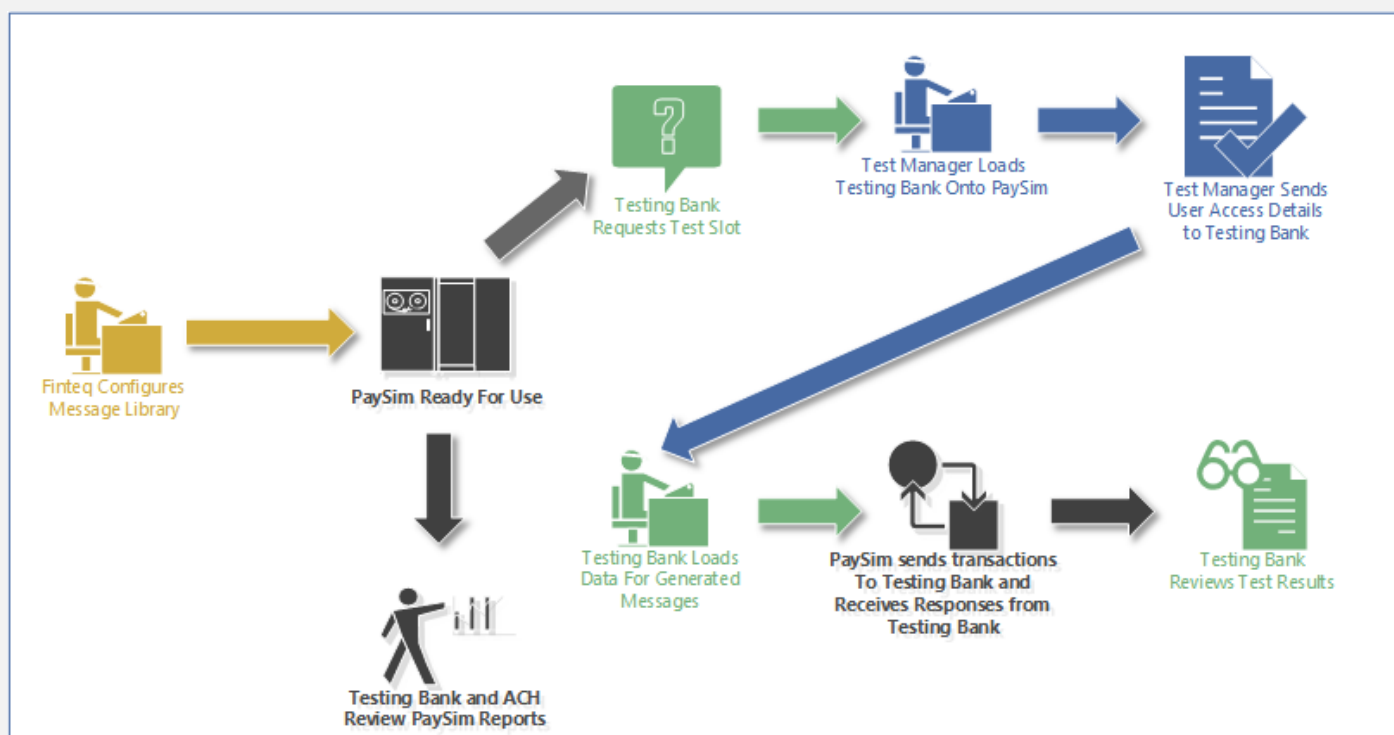 Testing Bank
Requests Test Slot
Test Manager Loads
Testing Bank Onto PaySim
Test Manager Sends
User Access Details
to Testing Bank
Finteq Configures
Message Library
PaySim Ready For Use
Testing Bank Loads
Data For Generated
Messages
PaySim sends transactions
To Testing Bank and
Receives Responses from
Testing Bank
Testing Bank
Reviews Test Results
Testing Bank and ACH
Review PaySim Reports